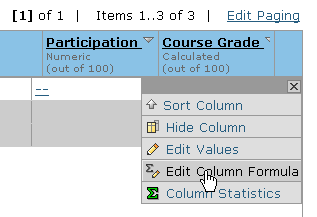 [1] of 1 | Items 1..3 of 3 | Edit Paging
Participation Course Grade
Numeric Calculated
(out of 100) (out of 100)
--
Sort Column
Hide Column
Edit Values
Edit Column Formula
Column Statistics